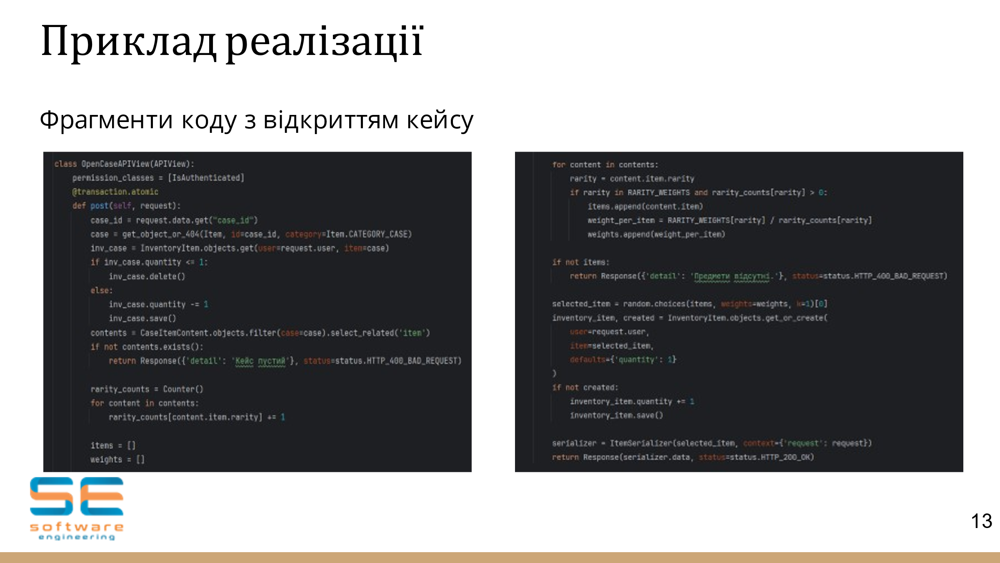 Приклад реалізації
Фрагменти коду з відкриттям кейсу
class OpenCaseAPIView(APIView):
permission_classes = [IsAuthenticated]
@transaction.atomic
def post(self, request):
case_id = request.data.get("case_id")
case = get_object_or_404(Item, id=case_id, category=Item.CATEGORY_CASE)
inv_case = InventoryItem.objects.get(user=request.user, item=case)
if inv_case.quantity <= 1:
inv_case.delete()
else:
inv_case.quantity -= 1
inv_case.save()
contents = CaseItemContent.objects.filter(case=case).select_related('item')
if not contents.exists():
return Response({'detail': 'Кейс пустий'}, status=status.HTTP_400_BAD_REQUEST)
rarity_counts = Counter()
for content in contents:
rarity_counts[content.item.rarity] += 1
items = []
weights = []
for content in contents:
rarity = content.item.rarity
if rarity in RARITY_WEIGHTS and rarity_counts[rarity] > 0:
items.append(content.item)
weight_per_item = RARITY_WEIGHTS[rarity] / rarity_counts[rarity]
weights.append(weight_per_item)
if not items:
return Response({'detail': 'Предмети відсутні.'}, status=status.HTTP_400_BAD_REQUEST)
selected_item = random.choices(items, weights=weights, k=1)[0]
inventory_item, created = InventoryItem.objects.get_or_create(
user=request.user,
item=selected_item,
defaults={'quantity': 1}
)
if not created:
inventory_item.quantity += 1
inventory_item.save()
serializer = ItemSerializer(selected_item, context={'request': request})
return Response(serializer.data, status=status.HTTP_200_OK)
SE
software
engineering
13